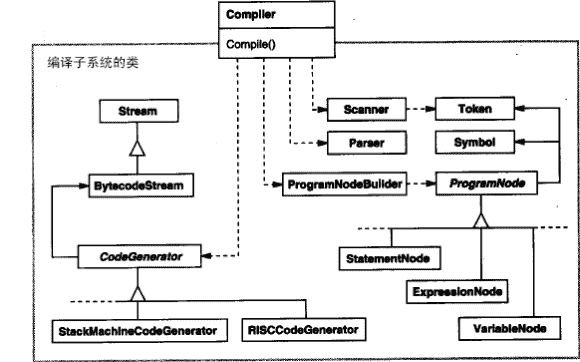 Compiler
Compile()
编译子系统的类
Stream
Scanner
Token
Parser
Symbol
BytecodeStream
ProgramNodeBuilder
ProgramNode
CodeGenerator
StatementNode
ExpressionNode
StackMachineCodeGenerator
RISCCodeGenerator
VariableNode